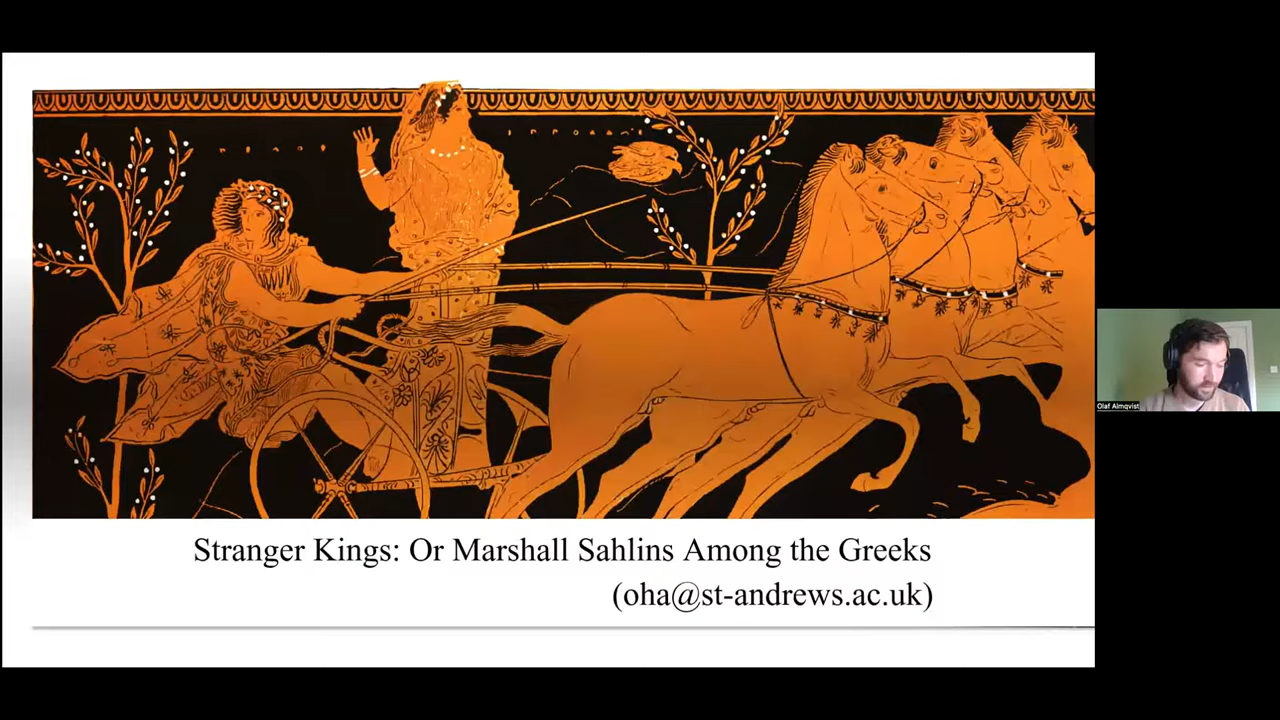 Stranger Kings: Or Marshall Sahlins Among the Greeks
(oha@st-andrews.ac.uk)
Olaf Almqvist